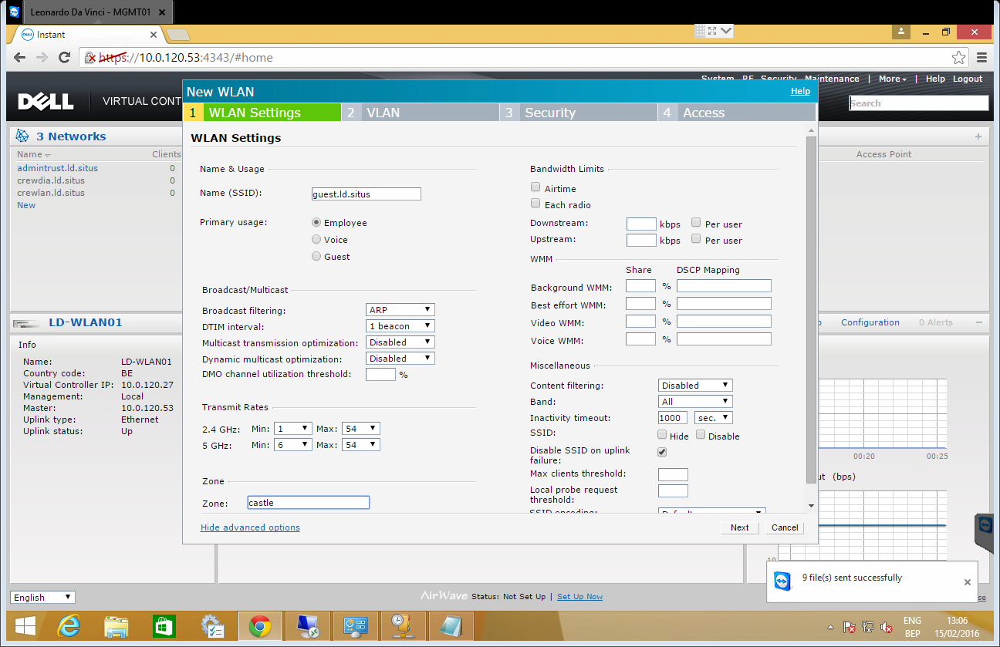 Leonardo Da Vinci - MGMT01 ×
Instant ×
https://10.0.120.53:4343/#home
System RF Security Maintenance | More | Help Logout
DELL VIRTUAL CONT
Search
New WLAN Help
1 WLAN Settings 2 VLAN 3 Security 4 Access
3 Networks
Name Clients
admintrust.ld.situs 0
crewdia.ld.situs 0
crewlan.ld.situs 0
New
Access Point
WLAN Settings
Name & Usage
Name (SSID): guest.ld.situs
Primary usage: Employee
Voice
Guest
Broadcast/Multicast
Broadcast filtering: ARP
DTIM interval: 1 beacon
Multicast transmission optimization: Disabled
Dynamic multicast optimization: Disabled
DMO channel utilization threshold: %
Transmit Rates
2.4 GHz: Min: 1 Max: 54
5 GHz: Min: 6 Max: 54
Zone
Zone: castle
Bandwidth Limits
Airtime
Each radio
Downstream: kbps Per user
Upstream: kbps Per user
WMM
Share DSCP Mapping
Background WMM: %
Best effort WMM: %
Video WMM: %
Voice WMM: %
Miscellaneous
Content filtering: Disabled
Band: All
Inactivity timeout: 1000 sec.
SSID: Hide Disable
Disable SSID on uplink
failure:
Max clients threshold:
Local probe request
threshold:
SSID encoding: Default
Hide advanced options
Next Cancel
LD-WLAN01
Info
Name: LD-WLAN01
Country code: BE
Virtual Controller IP: 10.0.120.27
Management: Local
Master: 10.0.120.53
Uplink type: Ethernet
Uplink status: Up
Configuration 0 Alerts
00:20 00:25
ut (bps)
10
9 file(s) sent successfully
English
AirWave Status: Not Set Up | Set Up Now
ENG
BEP
13:06
15/02/2016